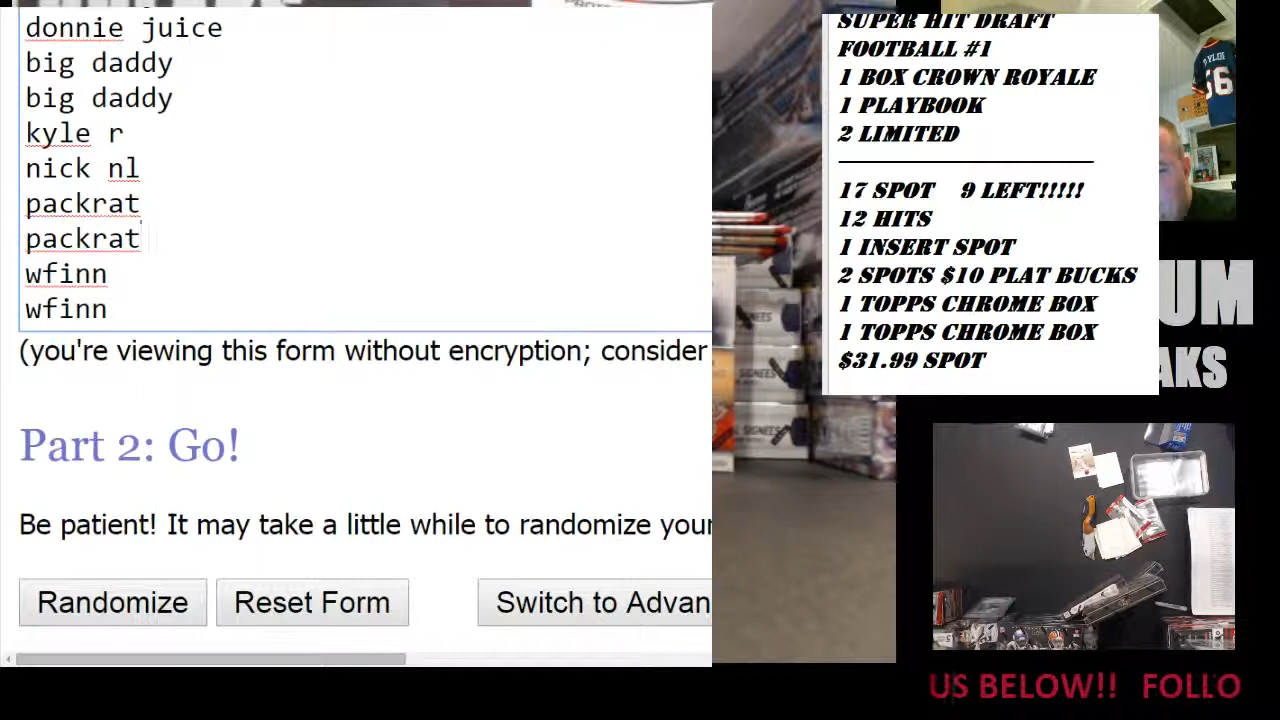 donnie juice
big daddy
big daddy
kyle r
nick nl
packrat
packrat
wfinn
wfinn
(you're viewing this form without encryption; consider
Part 2: Go!
Be patient! It may take a little while to randomize your
Randomize
Reset Form
Switch to Advan
SUPER HIT DRAFT
FOOTBALL #1
1 BOX CROWN ROYALE
1 PLAYBOOK
2 LIMITED
17 SPOT 9 LEFT!!!!!
12 HITS
1 INSERT SPOT
2 SPOTS $10 PLAT BUCKS
1 TOPPS CHROME BOX
1 TOPPS CHROME BOX
$31.99 SPOT
56
UM
AKS
SIGNEES
US BELOW!! FOLLO